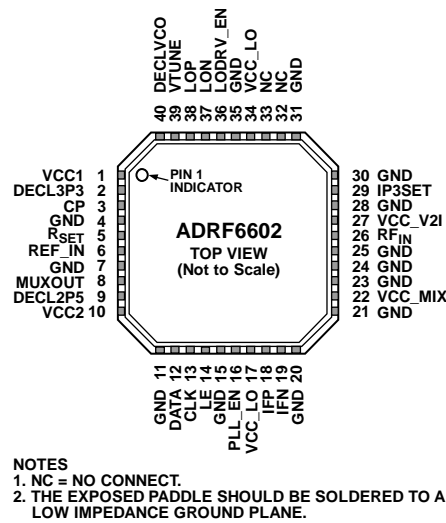 40 DECLVCO
39 VTUNE
38 LOP
37 LON
36 LODRV_EN
35 GND
34 VCC_LO
33 NC
32 NC
31 GND
VCC1 1
DECL3P3 2
CP 3
GND 4
RSET 5
REF_IN 6
GND 7
MUXOUT 8
DECL2P5 9
VCC2 10
PIN 1
INDICATOR
ADRF6602
TOP VIEW
(Not to Scale)
30 GND
29 IP3SET
28 GND
27 VCC_V2I
26 RFIN
25 GND
24 GND
23 GND
22 VCC_MIX
21 GND
GND 11
DATA 12
CLK 13
LE 14
GND 15
PLL_EN 16
VCC_LO 17
IFP 18
IFN 19
GND 20
NOTES
1. NC = NO CONNECT.
2. THE EXPOSED PADDLE SHOULD BE SOLDERED TO A
LOW IMPEDANCE GROUND PLANE.